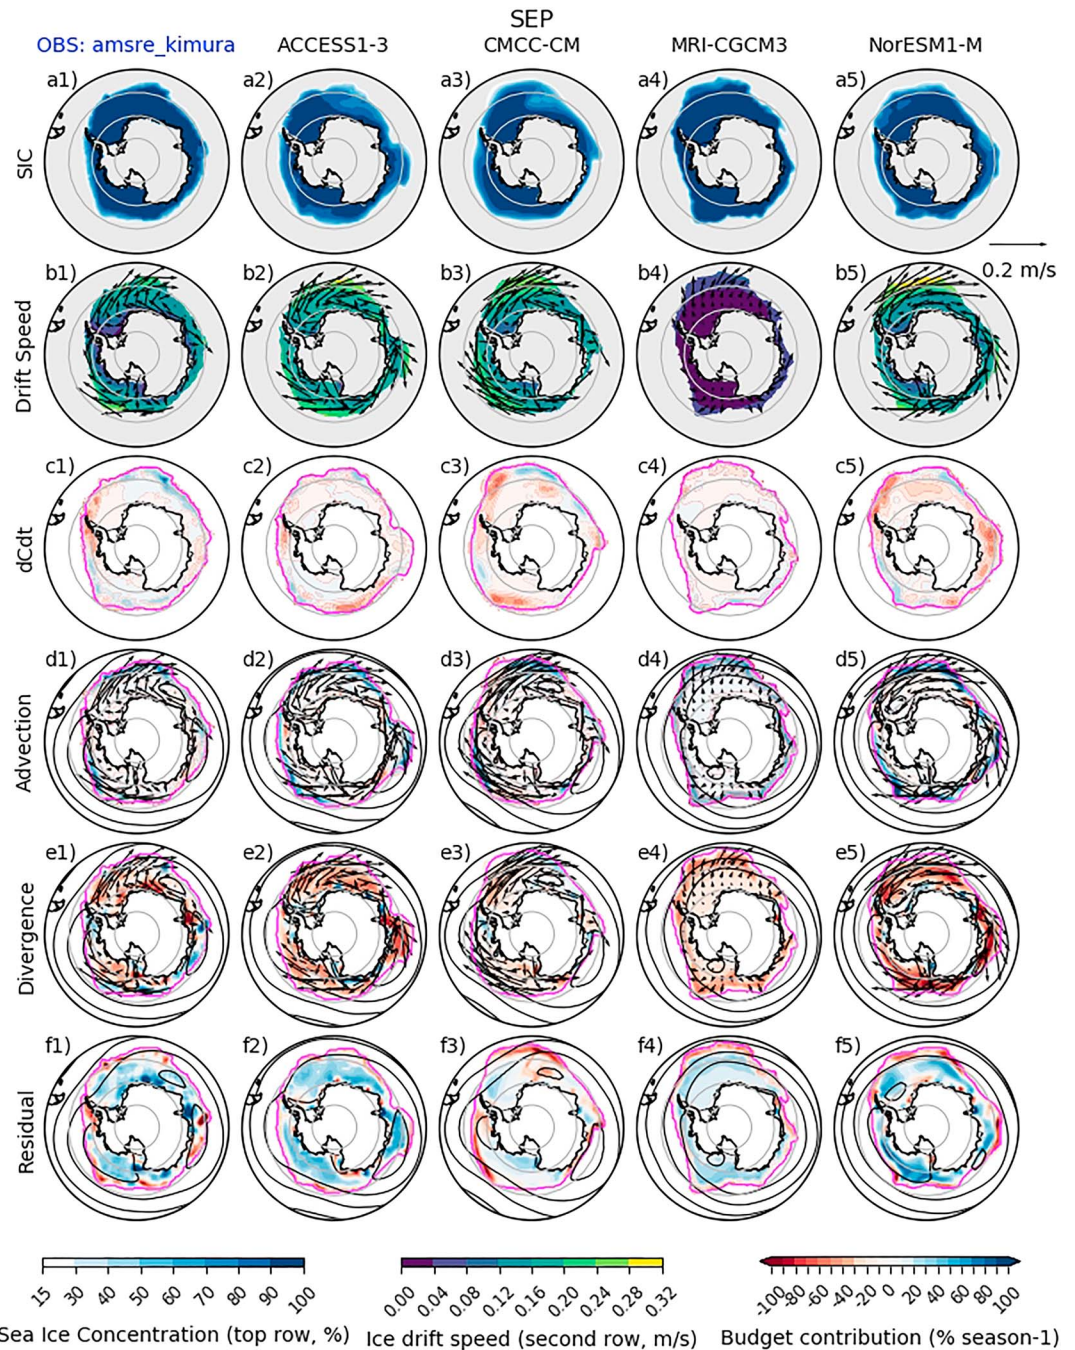 SEP
OBS: amsre_kimura ACCESS1-3 CMCC-CM MRI-CGCM3 NorESM1-M
a1) a2) a3) a4) a5)
SIC
0.2 m/s
b1) b2) b3) b4) b5)
Drift Speed
c1) c2) c3) c4) c5)
dCdt
d1) d2) d3) d4) d5)
Advection
e1) e2) e3) e4) e5)
Divergence
f1) f2) f3) f4) f5)
Residual
15 30 60 70 80 90 100
0.00 0.04 0.08 0.12 0.16 0.20 0.24 0.28 0.32
-100 -80 -60 -40 -20 0 20 40 60 80 100
Sea Ice Concentration (top row, %) Ice drift speed (second row, m/s) Budget contribution (% season-1)